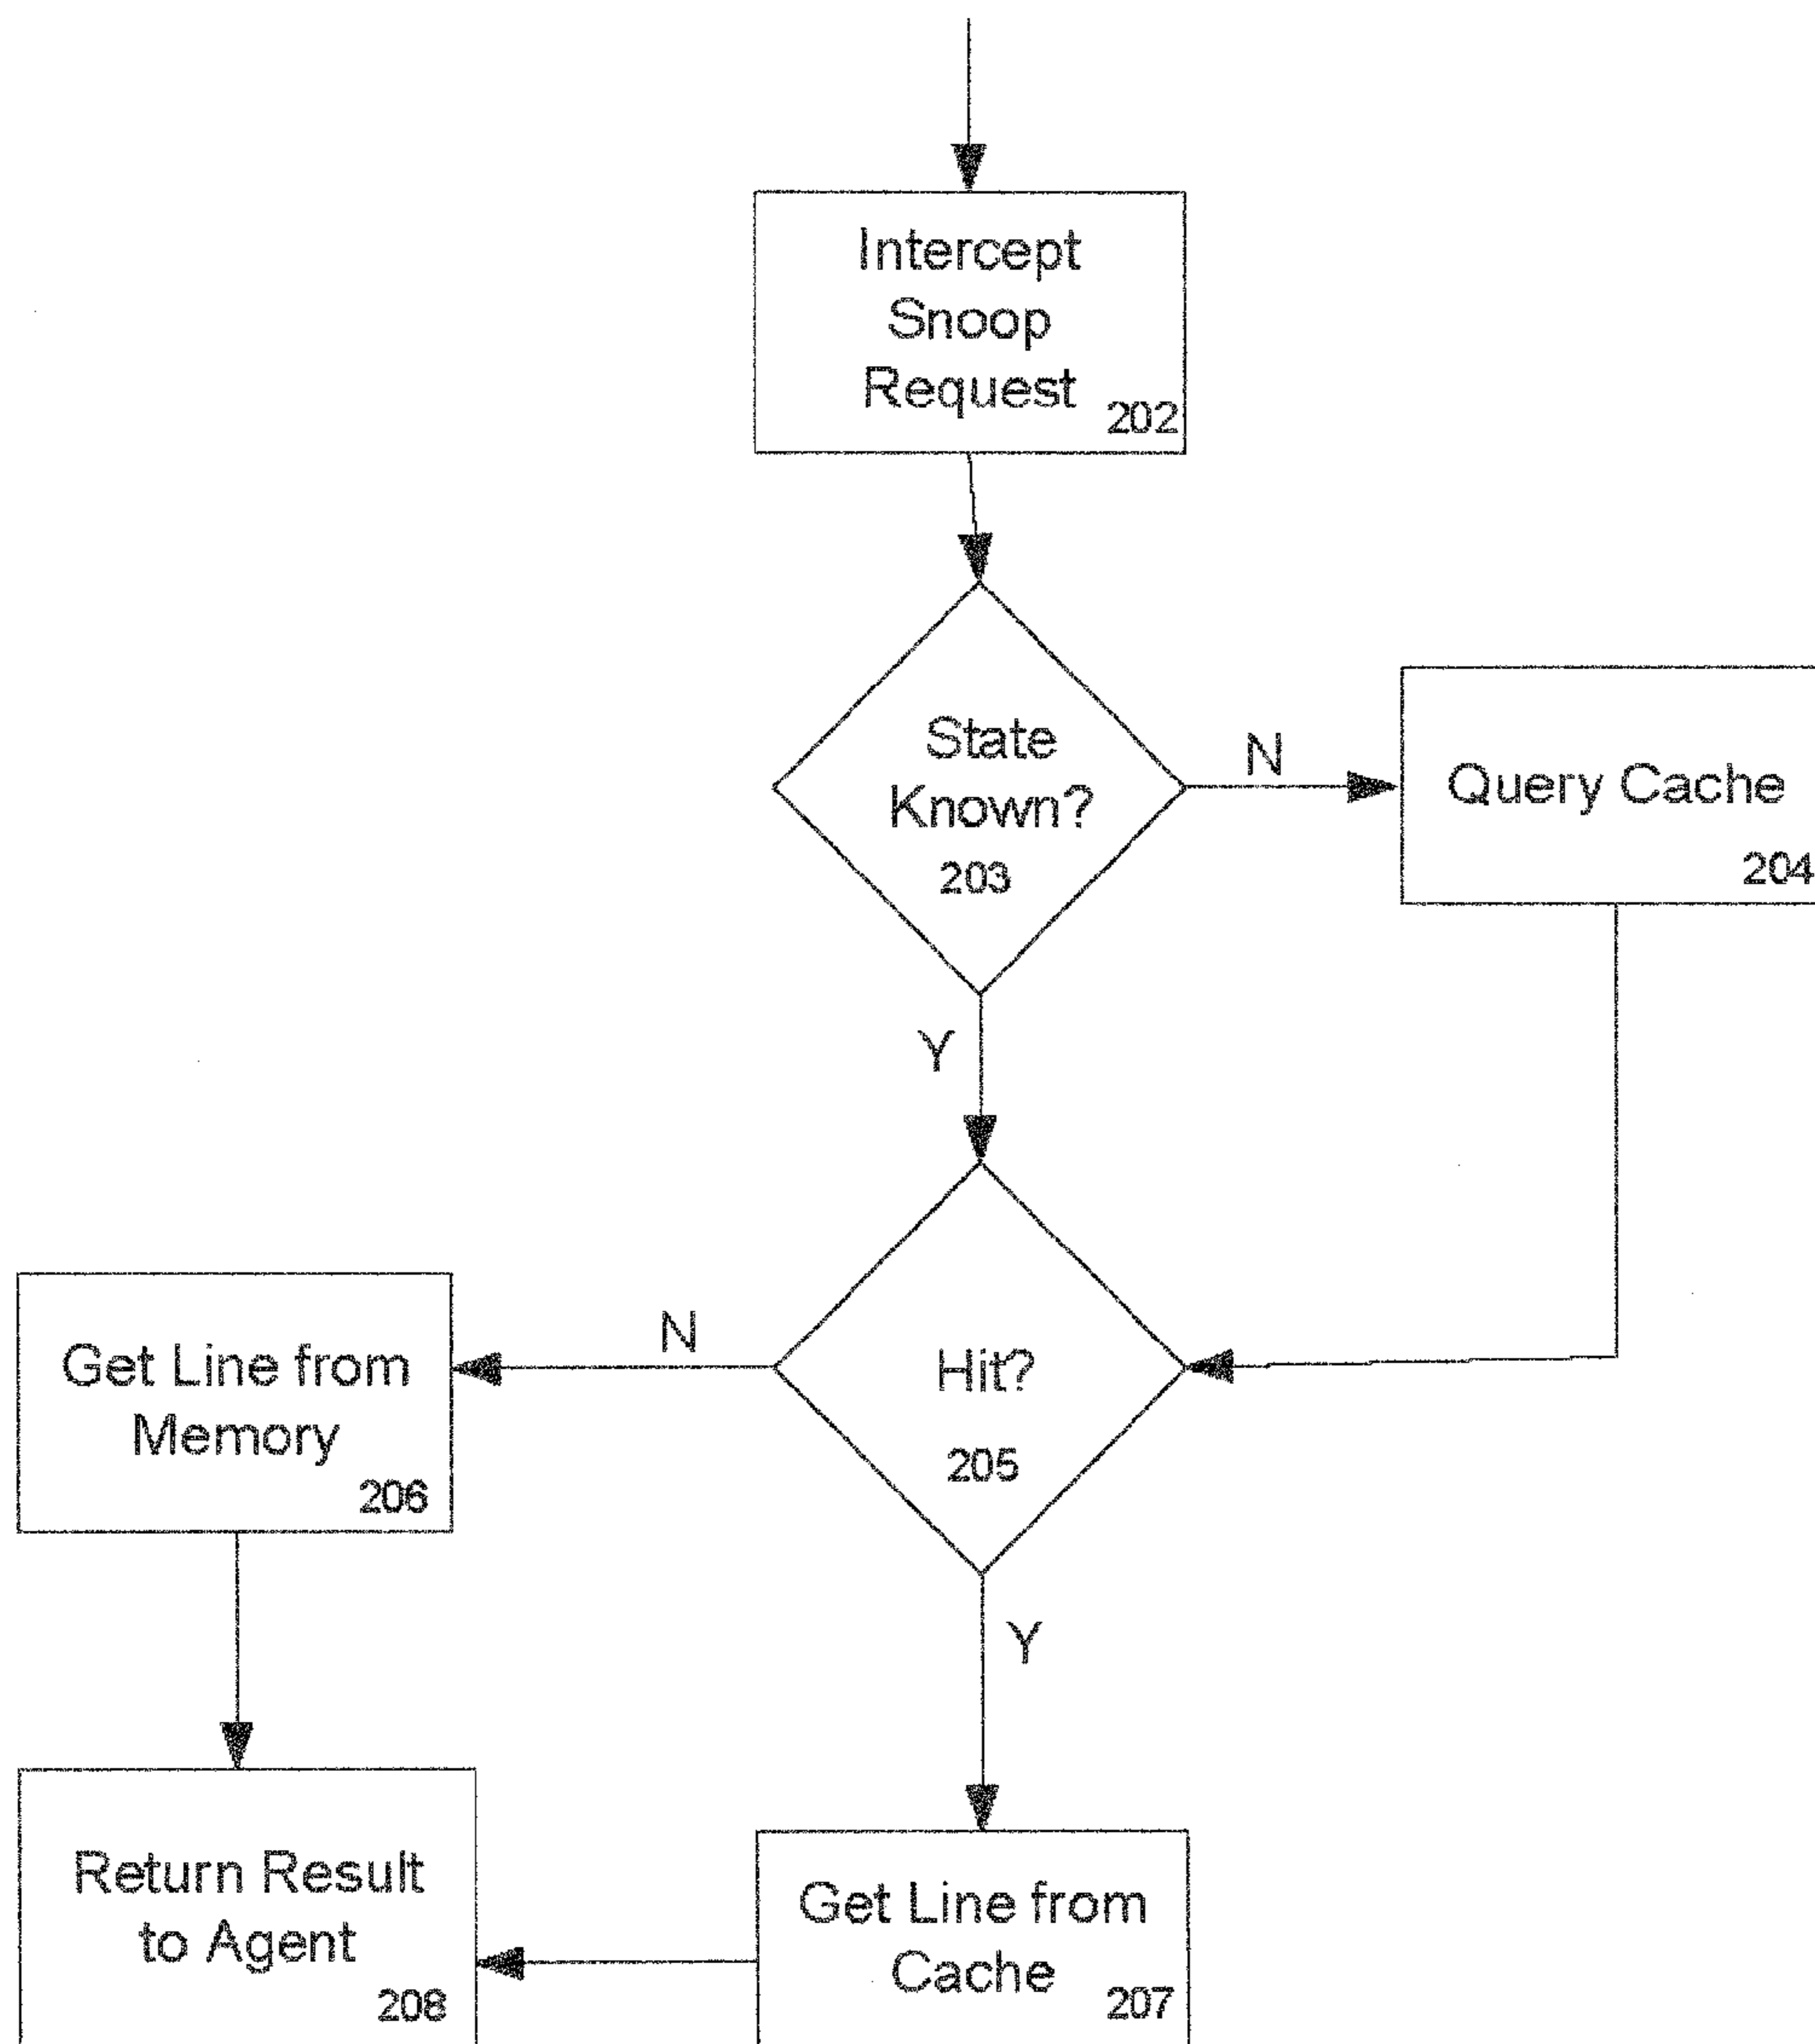 Intercept
Snoop
Request
202
State
Known?
203
N
Query Cache
204
Y
Hit?
205
N
Get Line from
Memory
206
Y
Return Result
to Agent
208
Get Line from
Cache
207